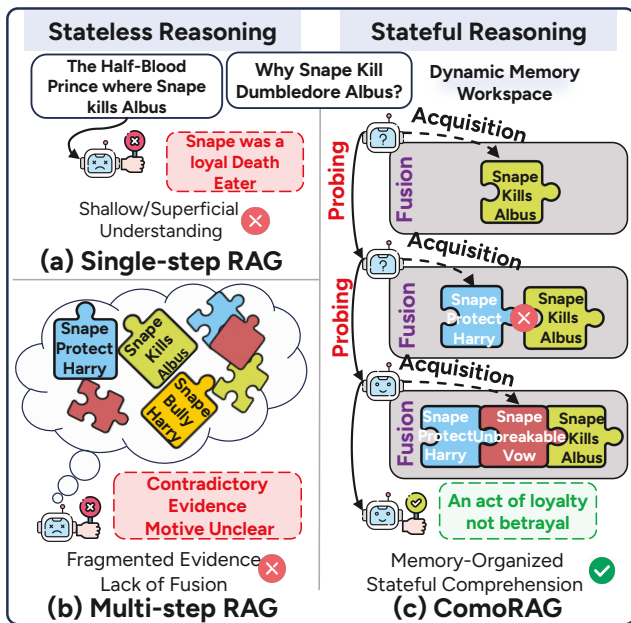 Stateless Reasoning
The Half-Blood
Prince where Snape
kills Albus
Snape was a
loyal Death
Eater
Shallow/Superficial
Understanding
(a) Single-step RAG
Snape
Protect
Harry
Snape
Kills
Albus
Snape
Bully
Harry
Contradictory
Evidence
Motive Unclear
Fragmented Evidence
Lack of Fusion
(b) Multi-step RAG
Stateful Reasoning
Why Snape Kill
Dumbledore Albus?
Dynamic Memory
Workspace
?
Acquisition
Probing
Fusion
Snape
Kills
Albus
?
Acquisition
Probing
Fusion
Snape
Protect
Harry
Snape
Kills
Albus
Acquisition
Fusion
Snape
Protect
Harry
Snape
Unbreakable
Vow
Snape
Kills
Albus
An act of loyalty
not betrayal
Memory-Organized
Stateful Comprehension
(c) ComoRAG